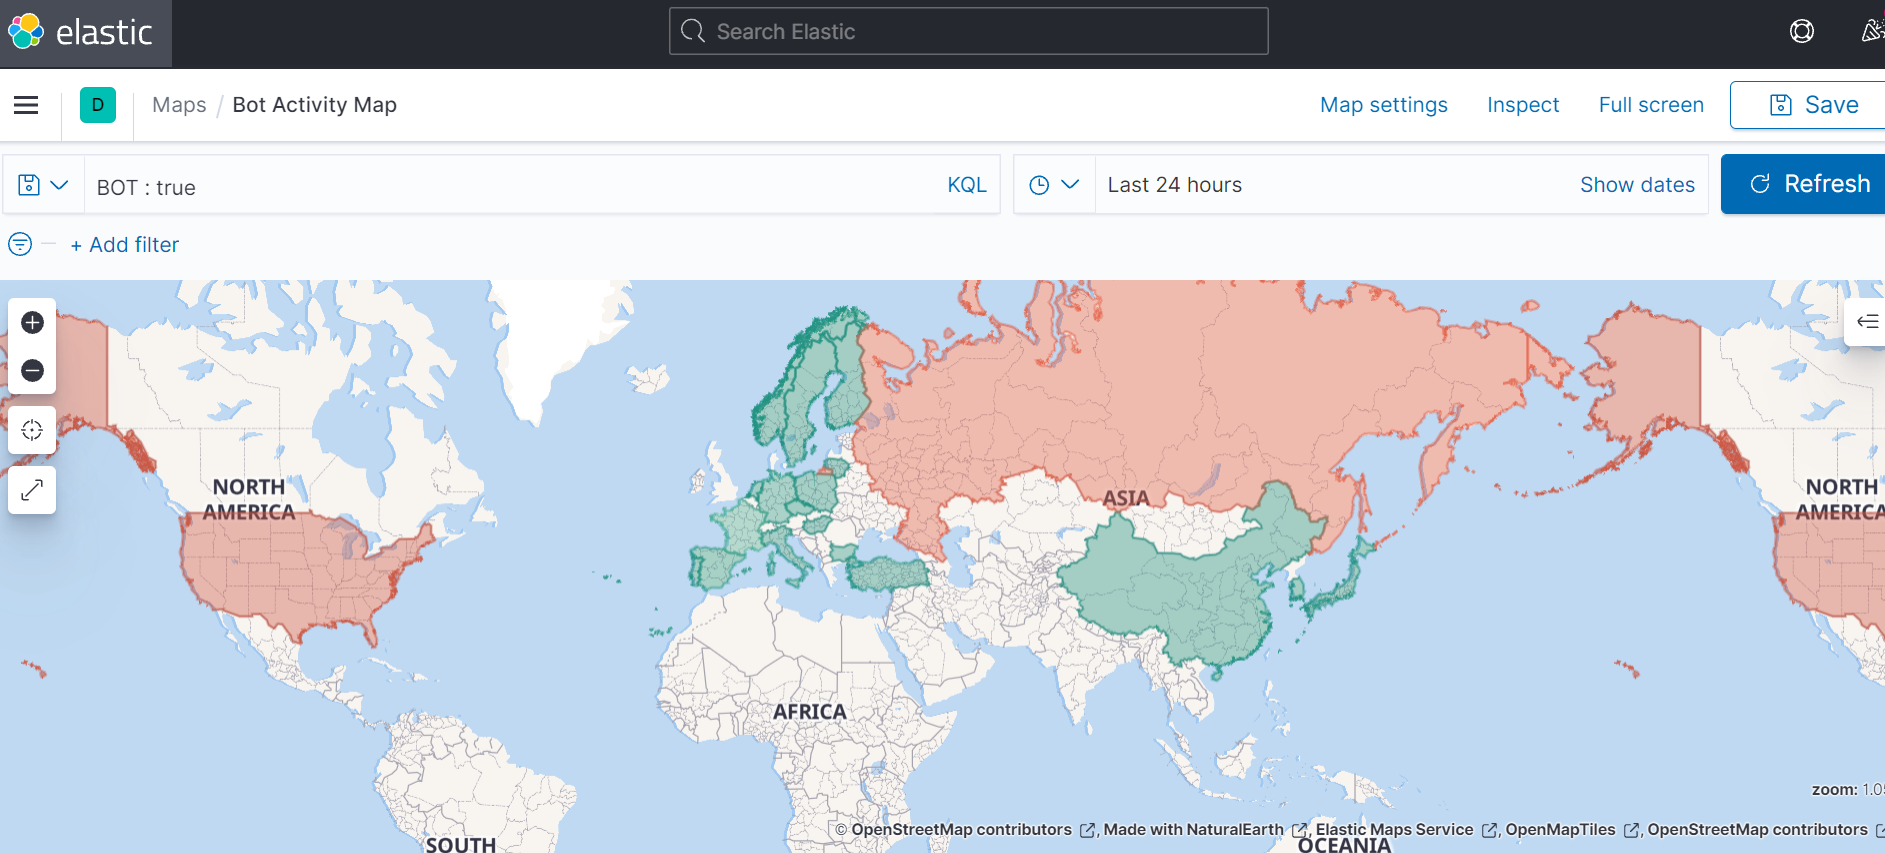 elastic
Search Elastic
D
Maps / Bot Activity Map
Map settings
Inspect
Full screen
Save
BOT : true
KQL
Last 24 hours
Show dates
Refresh
+ Add filter
NORTH
AMERICA
ASIA
NORTH
AMERICA
AFRICA
zoom: 1.0
© OpenStreetMap contributors , Made with NaturalEarth , Elastic Maps Service , OpenMapTiles , OpenStreetMap contributors
SOUTH
OCEANIA